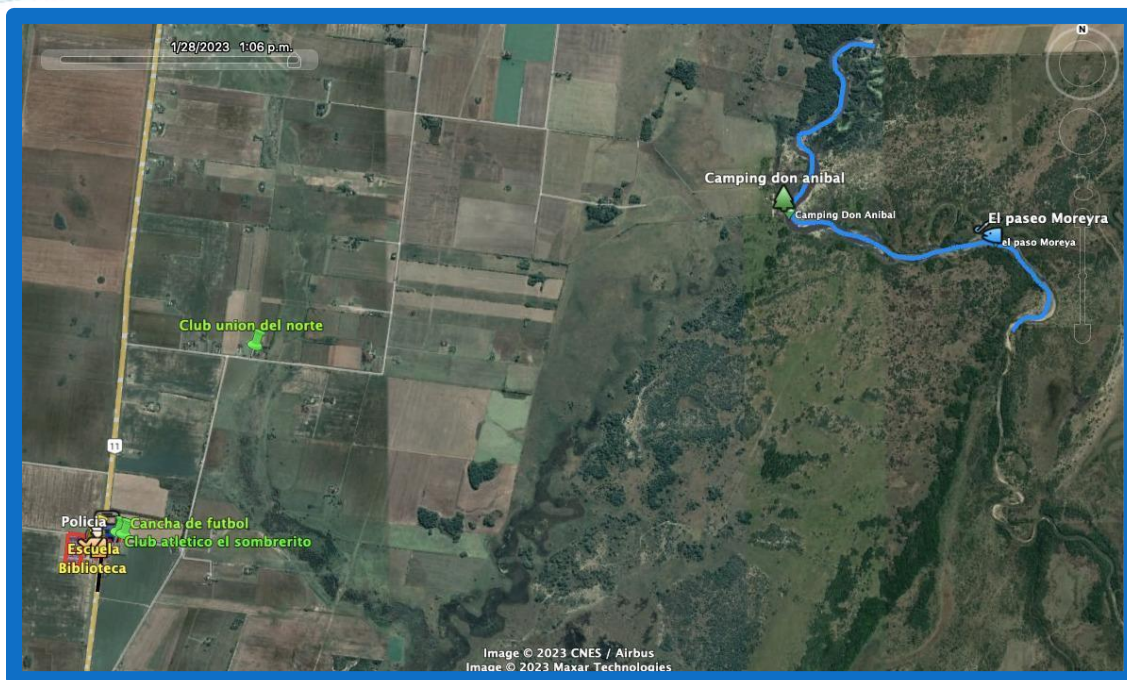 1/28/2023 1:06 p.m.
N
Camping don anibal
Camping Don Anibal
El paseo Moreyra
el paso Moreya
Club union del norte
11
Policia
Cancha de futbol
Club atletico el sombrerito
Escuela
Biblioteca
Image © 2023 CNES / Airbus
Image © 2023 Maxar Technologies